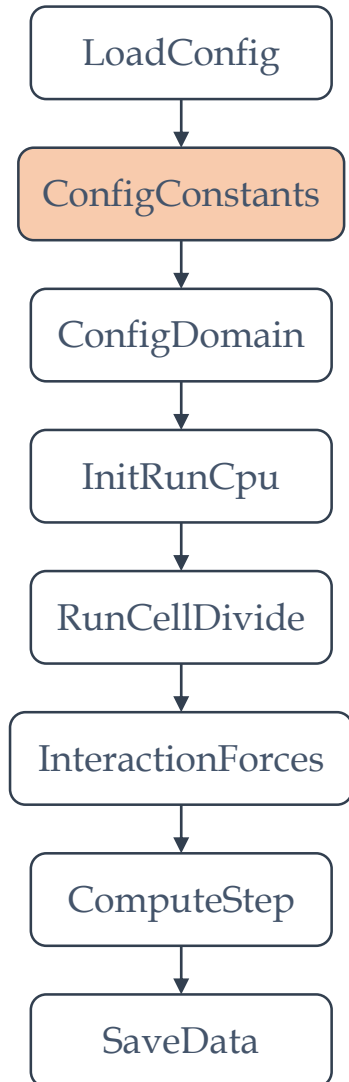 LoadConfig
ConfigConstants
ConfigDomain
InitRunCpu
RunCellDivide
InteractionForces
ComputeStep
SaveData